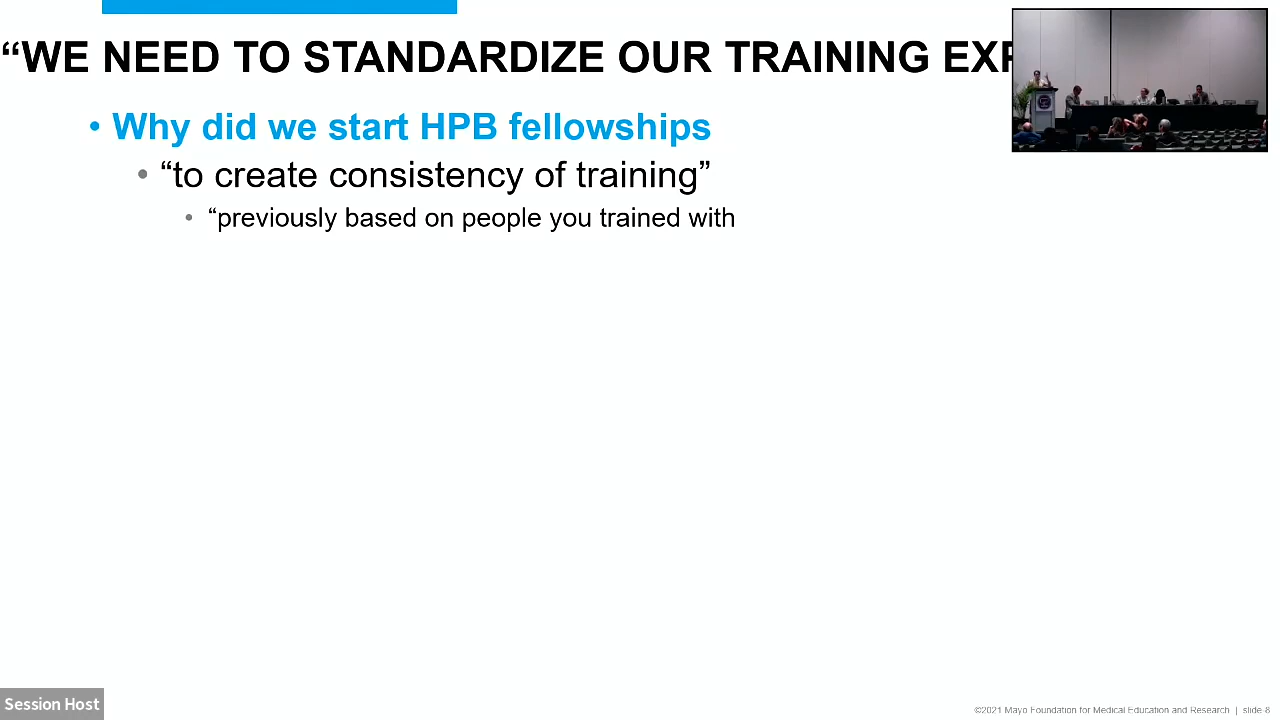 “WE NEED TO STANDARDIZE OUR TRAINING
• Why did we start HPB fellowships
• “to create consistency of training”
• “previously based on people you trained with
Session Host
©2021 Mayo Foundation for Medical Education and Research | slide-8